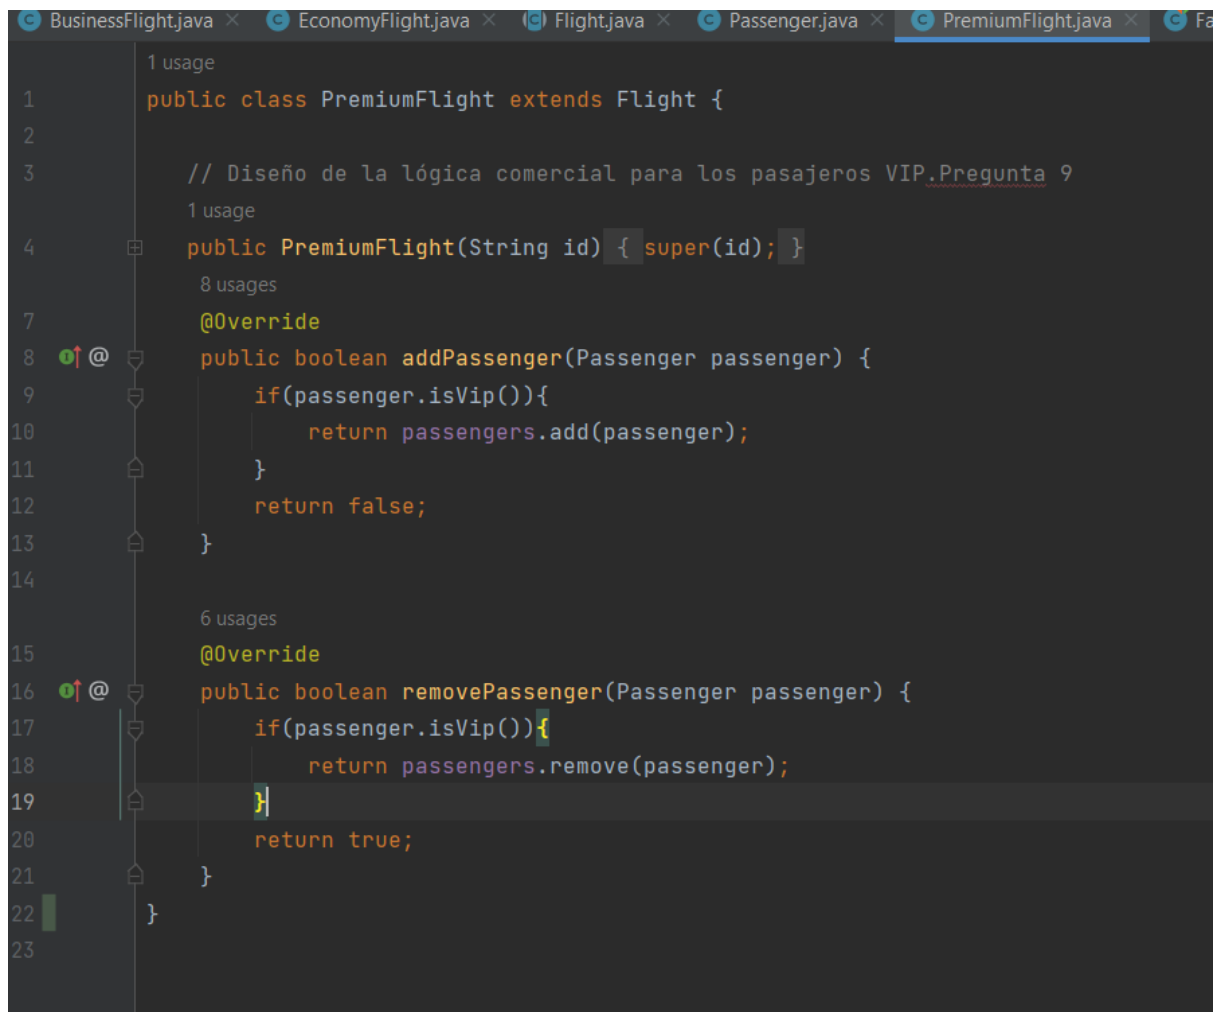 BusinessFlight.java × EconomyFlight.java × Flight.java × Passenger.java × PremiumFlight.java × Fa
1 usage
1 public class PremiumFlight extends Flight {
2
3 // Diseño de la lógica comercial para los pasajeros VIP.Pregunta 9
1 usage
4 public PremiumFlight(String id) { super(id); }
8 usages
7 @Override
8 public boolean addPassenger(Passenger passenger) {
9 if(passenger.isVip()){
10 return passengers.add(passenger);
11 }
12 return false;
13 }
14
6 usages
15 @Override
16 public boolean removePassenger(Passenger passenger) {
17 if(passenger.isVip()){
18 return passengers.remove(passenger);
19 }
20 return true;
21 }
22 }
23